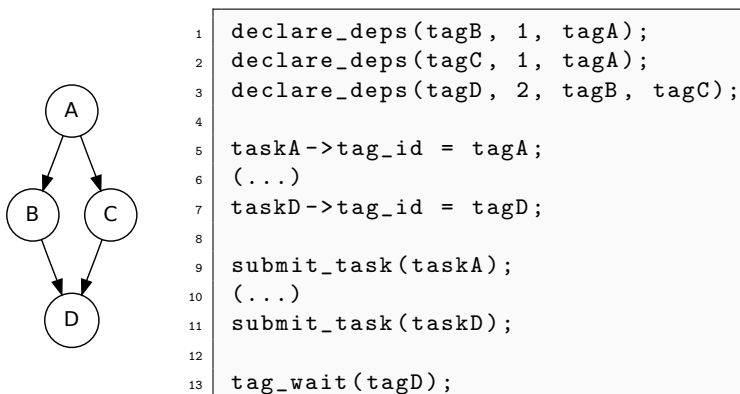 A
B
C
D
1 declare_deps(tagB, 1, tagA);
2 declare_deps(tagC, 1, tagA);
3 declare_deps(tagD, 2, tagB, tagC);
4
5 taskA->tag_id = tagA;
6 (...)
7 taskD->tag_id = tagD;
8
9 submit_task(taskA);
10 (...)
11 submit_task(taskD);
12
13 tag_wait(tagD);